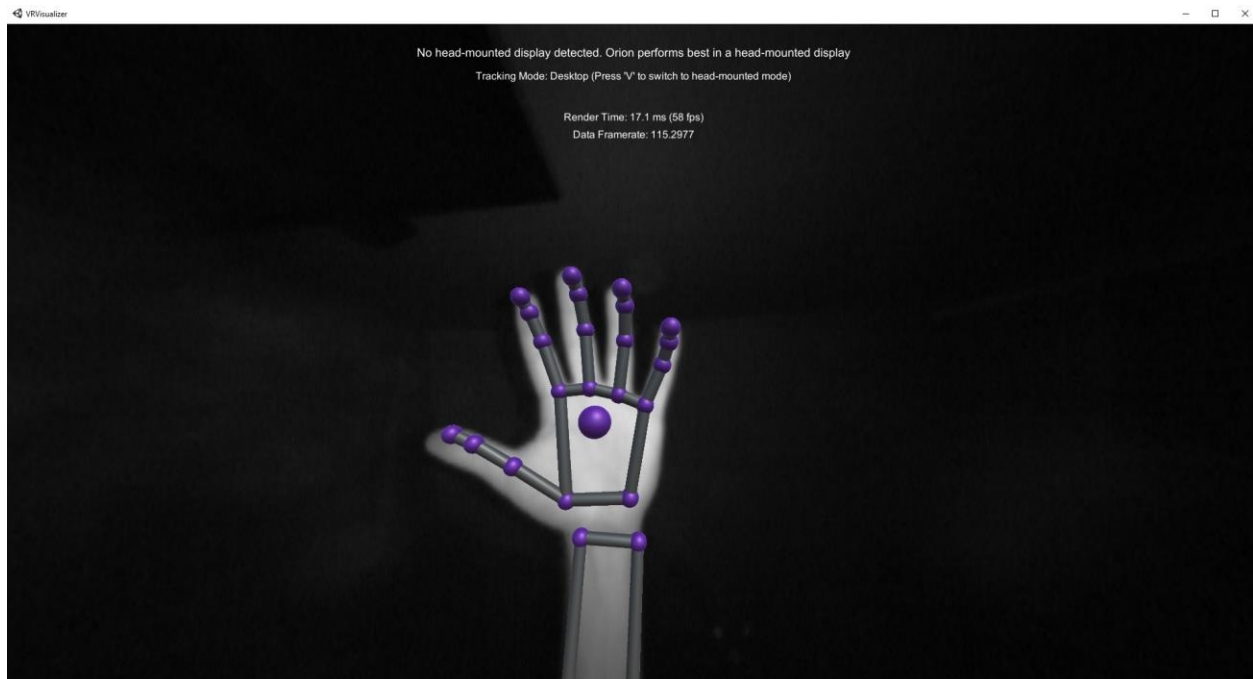 VRVisualizer
No head-mounted display detected. Orion performs best in a head-mounted display
Tracking Mode: Desktop (Press 'V' to switch to head-mounted mode)
Render Time: 17.1 ms (58 fps)
Data Framerate: 115.2977